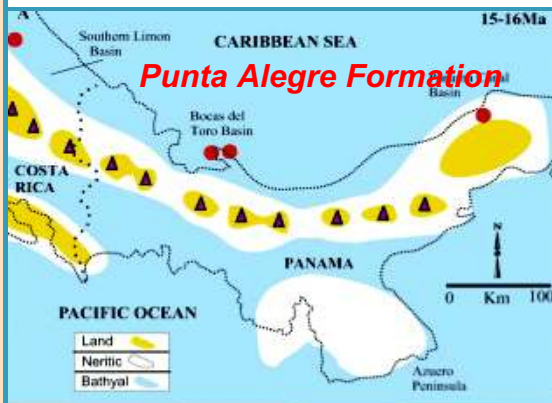 A
15-16Ma
Southern Limon
Basin
CARIBBEAN SEA
Punta Alegre Formation
Basin
Bocas del
Toro Basin
COSTA
RICA
PANAMA
N
S
0 Km 100
PACIFIC OCEAN
Land
Neritic
Bathyal
Azuero
Peninsula